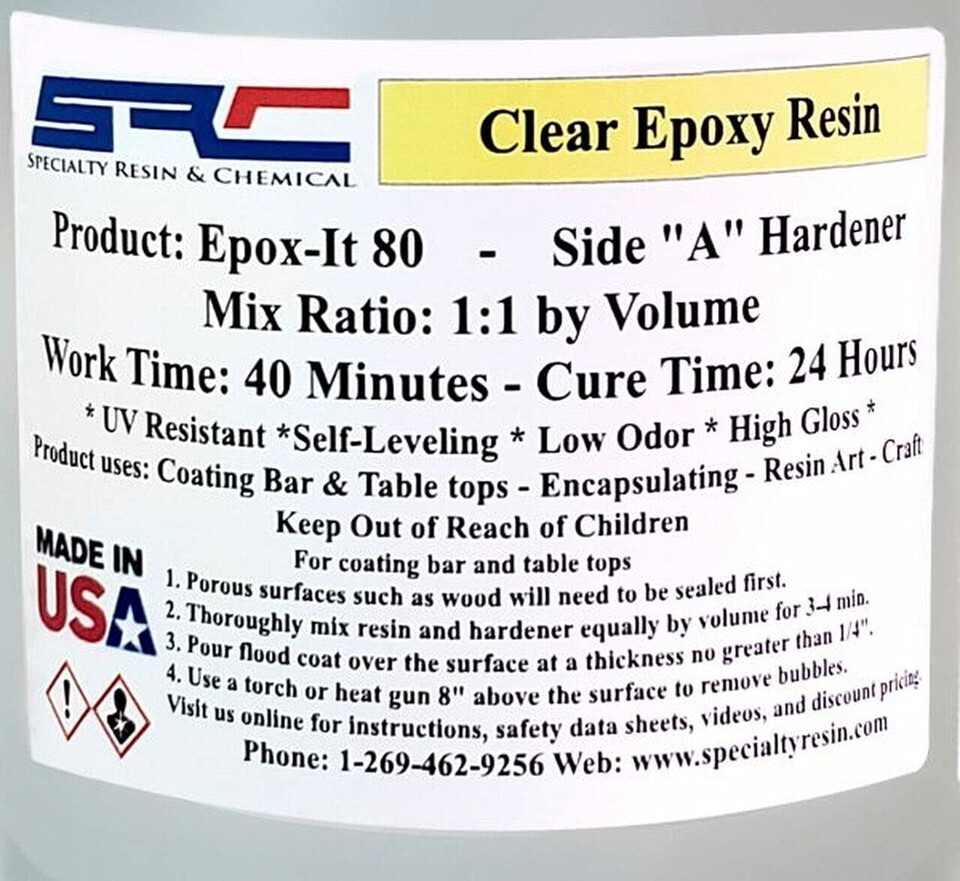 SRC
SPECIALTY RESIN & CHEMICAL
Clear Epoxy Resin
Product: Epox-It 80 - Side "A" Hardener
Mix Ratio: 1:1 by Volume
Work Time: 40 Minutes - Cure Time: 24 Hours
* UV Resistant *Self-Leveling * Low Odor * High Gloss *
Product uses: Coating Bar & Table tops - Encapsulating - Resin Art - Craft
Keep Out of Reach of Children
For coating bar and table tops
MADE IN
USA
1. Porous surfaces such as wood will need to be sealed first.
2. Thoroughly mix resin and hardener equally by volume for 3-4 min.
3. Pour flood coat over the surface at a thickness no greater than 1/4".
4. Use a torch or heat gun 8" above the surface to remove bubbles.
Visit us online for instructions, safety data sheets, videos, and discount pricing.
Phone: 1-269-462-9256 Web: www.specialtyresin.com